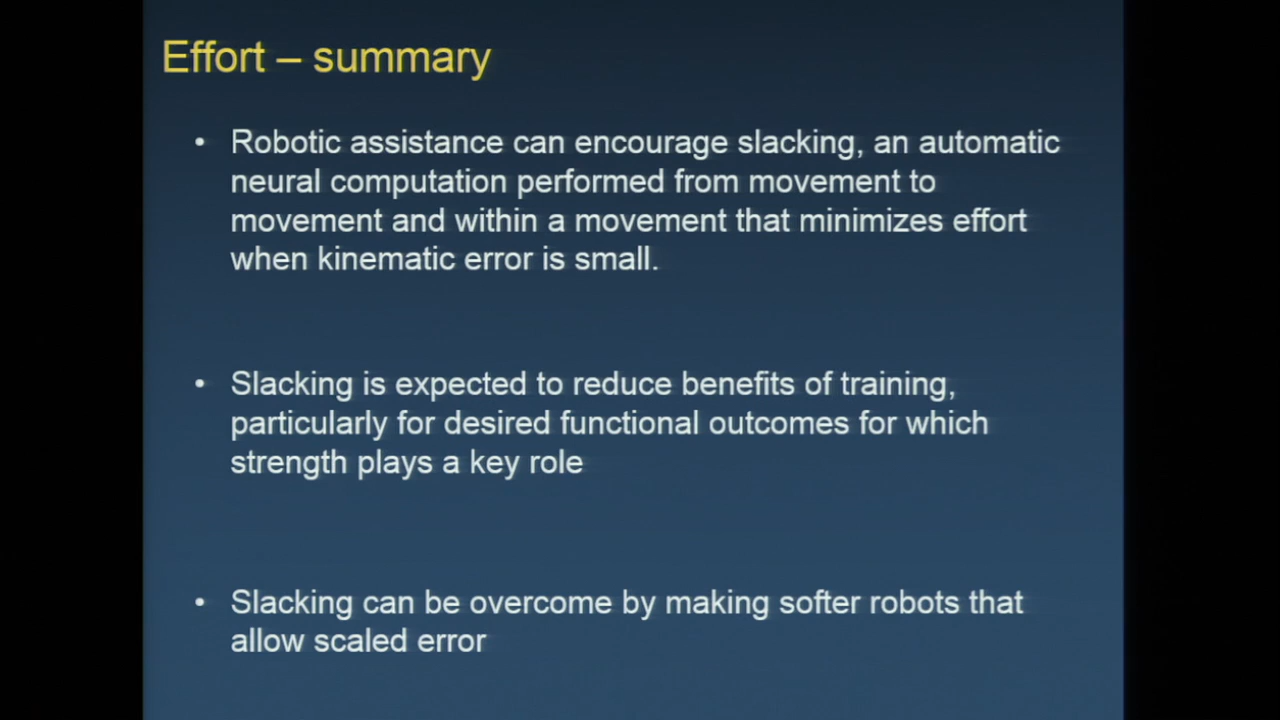 Effort – summary
• Robotic assistance can encourage slacking, an automatic
neural computation performed from movement to
movement and within a movement that minimizes effort
when kinematic error is small.
• Slacking is expected to reduce benefits of training,
particularly for desired functional outcomes for which
strength plays a key role
• Slacking can be overcome by making softer robots that
allow scaled error